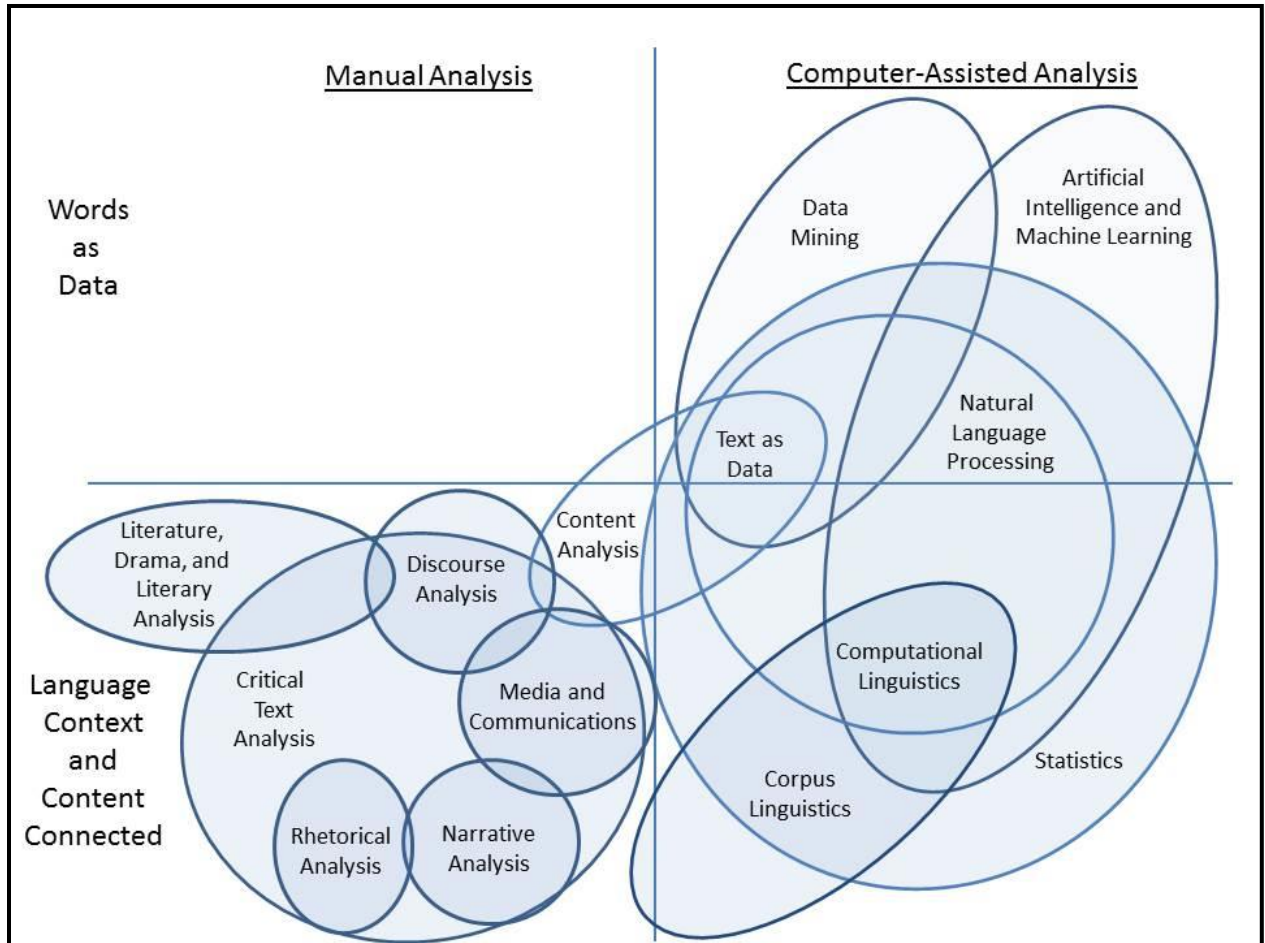 Manual Analysis
Computer-Assisted Analysis
Words
as
Data
Data
Mining
Artificial
Intelligence and
Machine Learning
Text as
Data
Natural
Language
Processing
Literature,
Drama, and
Literary
Analysis
Discourse
Analysis
Content
Analysis
Language
Context
and
Content
Connected
Critical
Text
Analysis
Media and
Communications
Computational
Linguistics
Rhetorical
Analysis
Narrative
Analysis
Corpus
Linguistics
Statistics